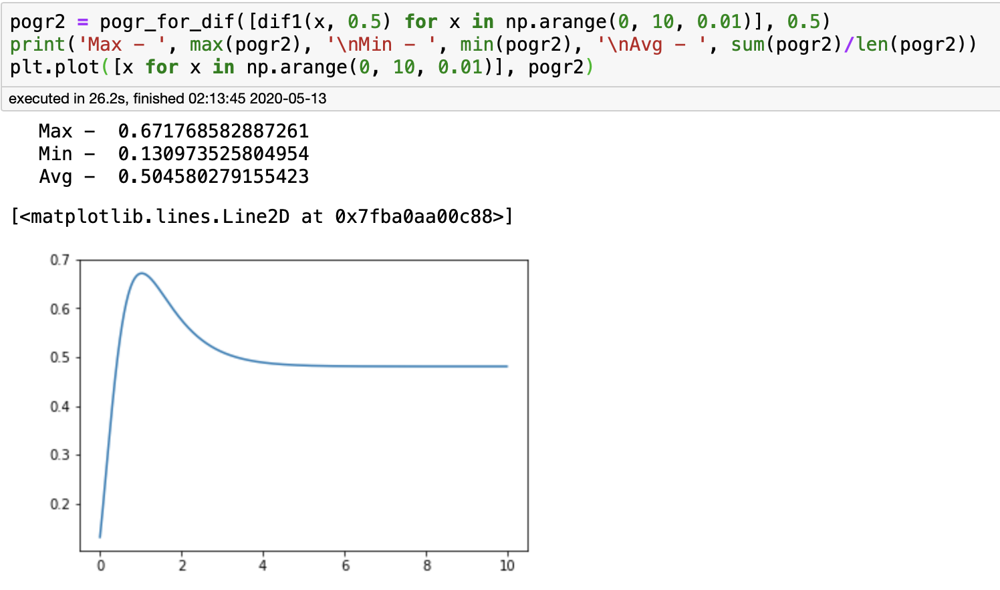 pogr2 = pogr_for_dif([dif1(x, 0.5) for x in np.arange(0, 10, 0.01)], 0.5)
print('Max - ', max(pogr2), '\nMin - ', min(pogr2), '\nAvg - ', sum(pogr2)/len(pogr2))
plt.plot([x for x in np.arange(0, 10, 0.01)], pogr2)
executed in 26.2s, finished 02:13:45 2020-05-13
Max -  0.671768582887261
Min -  0.130973525804954
Avg -  0.504580279155423
[<matplotlib.lines.Line2D at 0x7fba0aa00c88>]
0.7
0.6
0.5
0.4
0.3
0.2
0 2 4 6 8 10